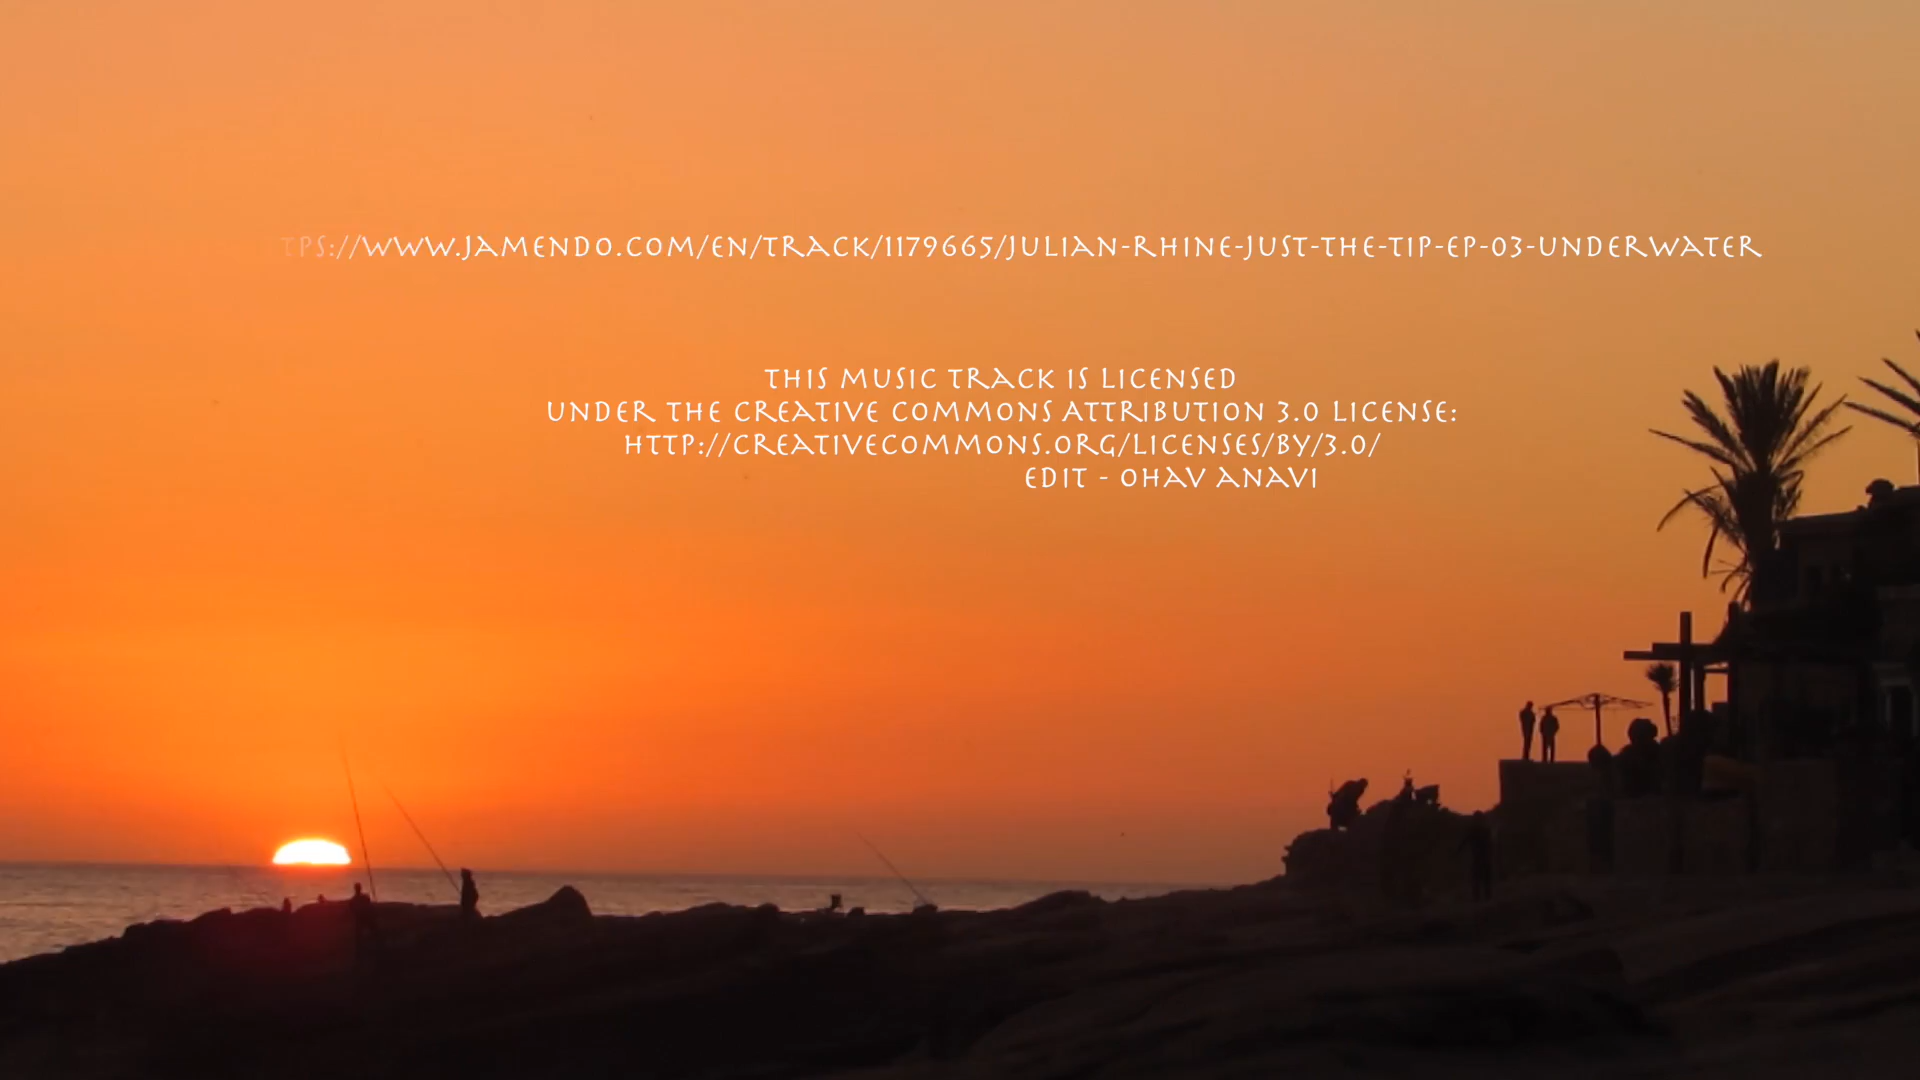 tps://www.jamendo.com/en/track/1179665/julian-rhine-just-the-tip-ep-03-underwater
This music track is licensed
under the Creative Commons Attribution 3.0 License:
http://creativecommons.org/licenses/by/3.0/
Edit - Ohav Anavi